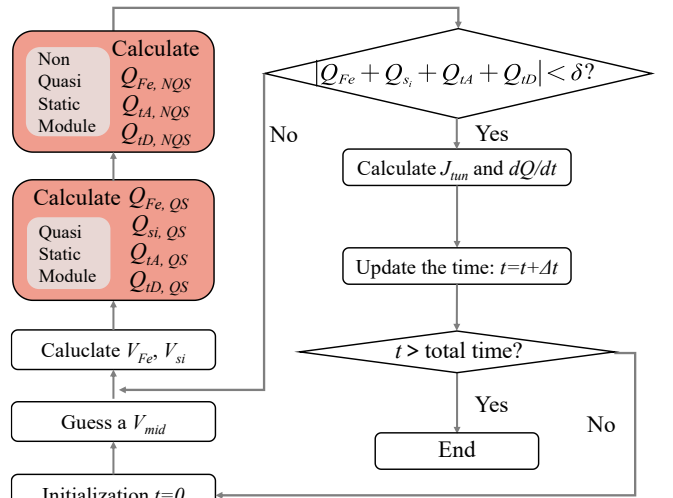 Calculate
Non
Quasi
Static
Module
Q_{Fe, NQS}
Q_{tA, NQS}
Q_{tD, NQS}
Calculate Q_{Fe, QS}
Quasi
Static
Module
Q_{si, QS}
Q_{tA, QS}
Q_{tD, QS}
Caluclate V_{Fe}, V_{si}
Guess a V_{mid}
Initialization t=0
|Q_{Fe} + Q_{s_i} + Q_{tA} + Q_{tD}| < δ?
No
Yes
Calculate J_{tun} and dQ/dt
Update the time: t=t+Δt
t > total time?
Yes
No
End